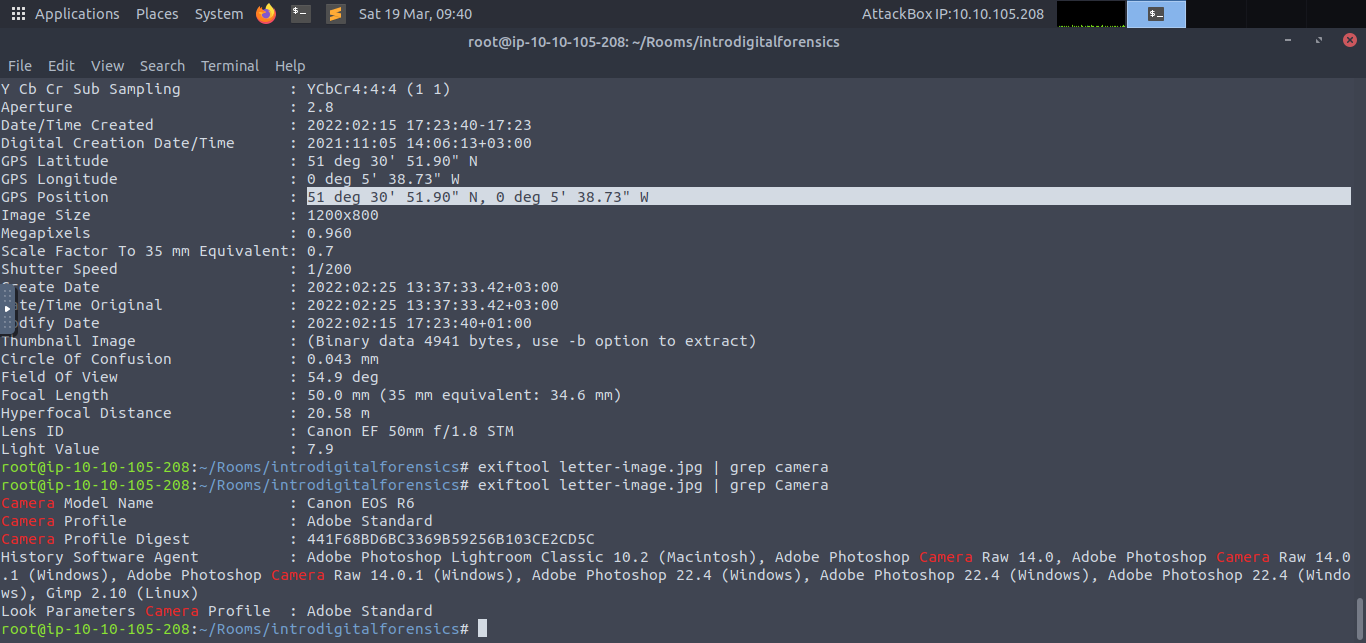 Applications Places System Sat 19 Mar, 09:40 AttackBox IP:10.10.105.208
root@ip-10-10-105-208: ~/Rooms/introdigitalforensics
File Edit View Search Terminal Help
Y Cb Cr Sub Sampling : YCbCr4:4:4 (1 1)
Aperture : 2.8
Date/Time Created : 2022:02:15 17:23:40-17:23
Digital Creation Date/Time : 2021:11:05 14:06:13+03:00
GPS Latitude : 51 deg 30' 51.90" N
GPS Longitude : 0 deg 5' 38.73" W
GPS Position : 51 deg 30' 51.90" N, 0 deg 5' 38.73" W
Image Size : 1200x800
Megapixels : 0.960
Scale Factor To 35 mm Equivalent: 0.7
Shutter Speed : 1/200
Create Date : 2022:02:25 13:37:33.42+03:00
te/Time Original : 2022:02:25 13:37:33.42+03:00
odify Date : 2022:02:15 17:23:40+01:00
Thumbnail Image : (Binary data 4941 bytes, use -b option to extract)
Circle Of Confusion : 0.043 mm
Field Of View : 54.9 deg
Focal Length : 50.0 mm (35 mm equivalent: 34.6 mm)
Hyperfocal Distance : 20.58 m
Lens ID : Canon EF 50mm f/1.8 STM
Light Value : 7.9
root@ip-10-10-105-208:~/Rooms/introdigitalforensics# exiftool letter-image.jpg | grep camera
root@ip-10-10-105-208:~/Rooms/introdigitalforensics# exiftool letter-image.jpg | grep Camera
Camera Model Name : Canon EOS R6
Camera Profile : Adobe Standard
Camera Profile Digest : 441F68BD6BC3369B59256B103CE2CD5C
History Software Agent : Adobe Photoshop Lightroom Classic 10.2 (Macintosh), Adobe Photoshop Camera Raw 14.0, Adobe Photoshop Camera Raw 14.0
.1 (Windows), Adobe Photoshop Camera Raw 14.0.1 (Windows), Adobe Photoshop 22.4 (Windows), Adobe Photoshop 22.4 (Windows), Adobe Photoshop 22.4 (Windo
ws), Gimp 2.10 (Linux)
Look Parameters Camera Profile : Adobe Standard
root@ip-10-10-105-208:~/Rooms/introdigitalforensics#